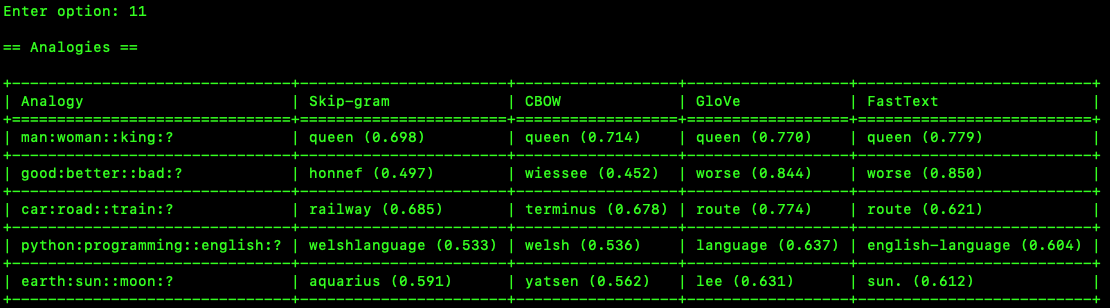 Enter option: 11
== Analogies ==
| Analogy | Skip-gram | CBOW | GloVe | FastText |
| man:woman::king:? | queen (0.698) | queen (0.714) | queen (0.770) | queen (0.779) |
| good:better::bad:? | honnef (0.497) | wiessee (0.452) | worse (0.844) | worse (0.850) |
| car:road::train:? | railway (0.685) | terminus (0.678) | route (0.774) | route (0.621) |
| python:programming::english:? | welshlanguage (0.533) | welsh (0.536) | language (0.637) | english-language (0.604) |
| earth:sun::moon:? | aquarius (0.591) | yatsen (0.562) | lee (0.631) | sun. (0.612) |